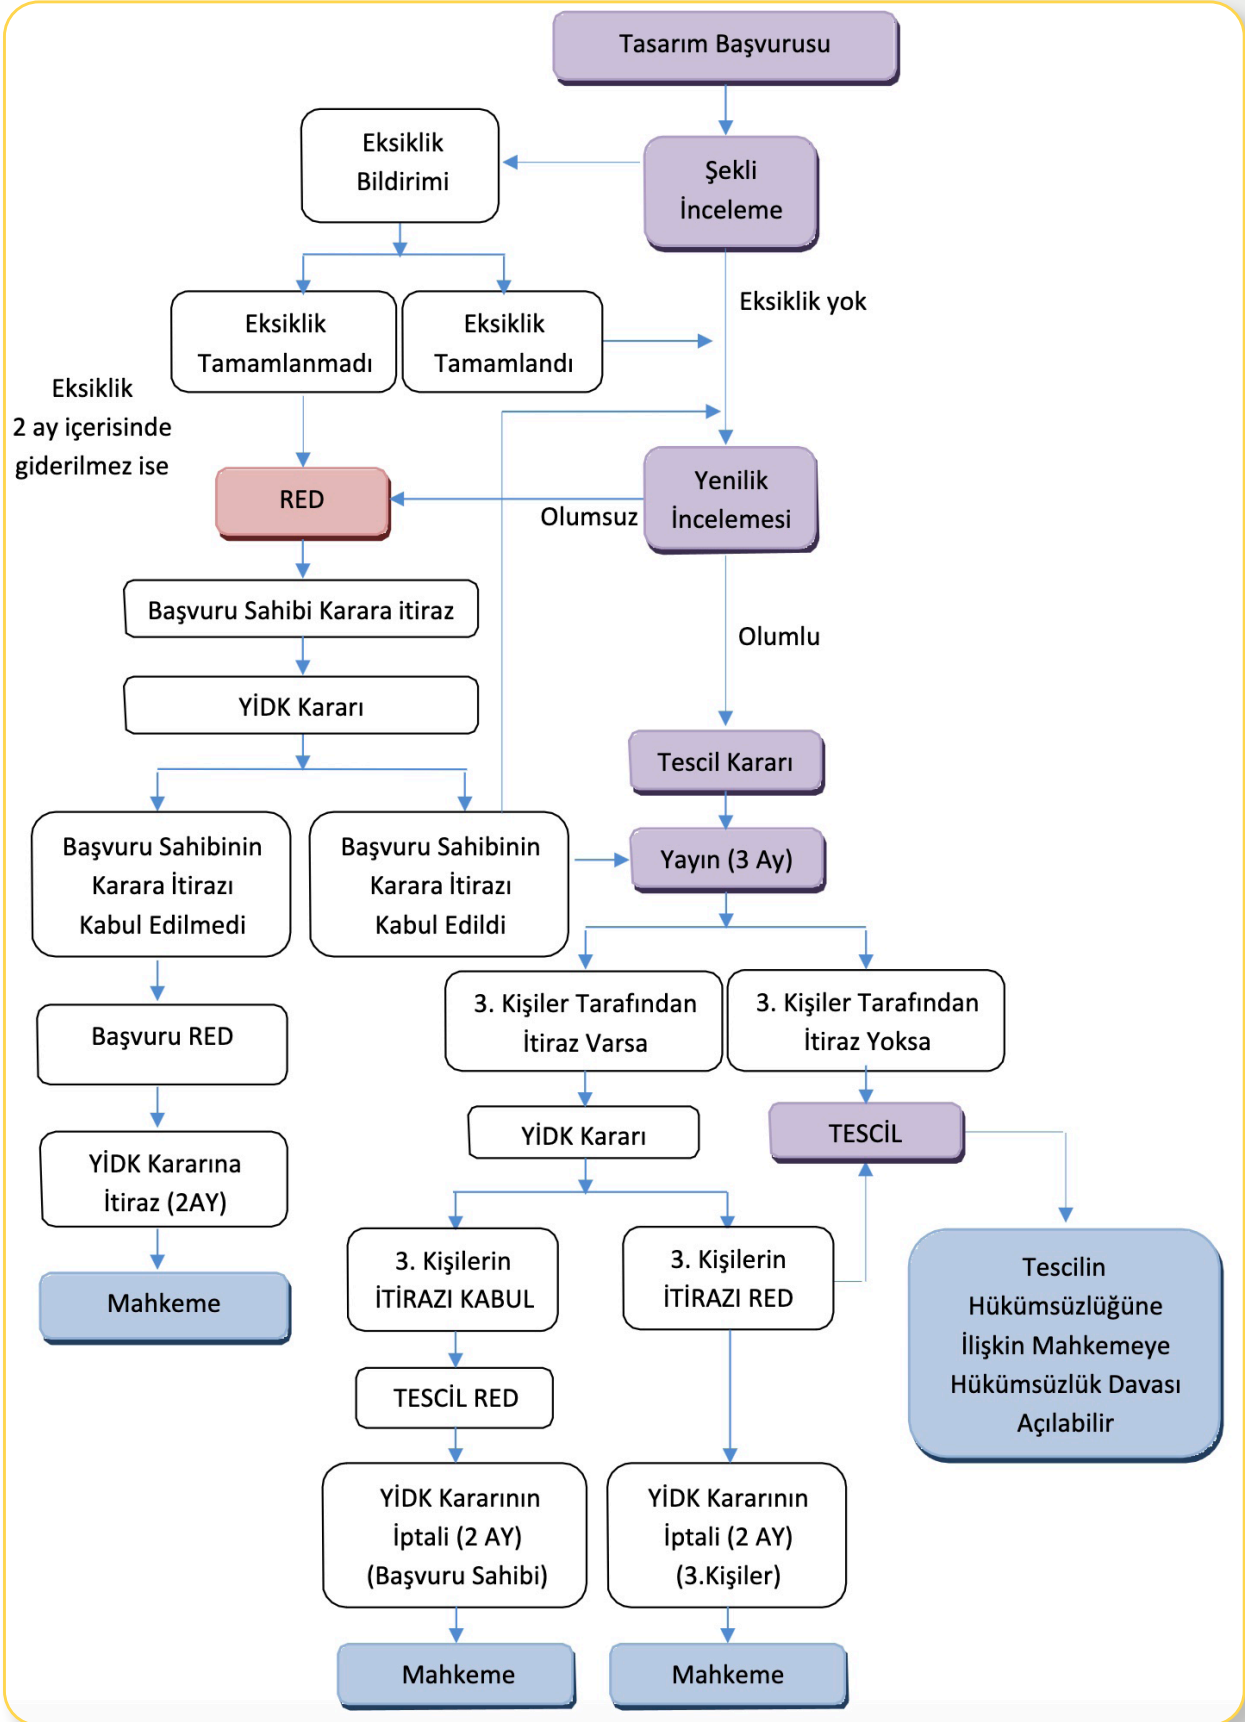 Tasarım Başvurusu
Eksiklik
Bildirimi
Şekli
İnceleme
Eksiklik yok
Eksiklik
Tamamlanmadı
Eksiklik
Tamamlandı
Eksiklik
2 ay içerisinde
giderilmez ise
RED
Olumsuz
Yenilik
İncelemesi
Başvuru Sahibi Karara itiraz
Olumlu
YİDK Kararı
Tescil Kararı
Başvuru Sahibinin
Karara İtirazı
Kabul Edilmedi
Başvuru Sahibinin
Karara İtirazı
Kabul Edildi
Yayın (3 Ay)
Başvuru RED
3. Kişiler Tarafından
İtiraz Varsa
3. Kişiler Tarafından
İtiraz Yoksa
YİDK Kararı
TESCİL
YİDK Kararına
İtiraz (2AY)
Mahkeme
3. Kişilerin
İTİRAZI KABUL
3. Kişilerin
İTİRAZI RED
Tescilin
Hükümsüzlüğüne
İlişkin Mahkemeye
Hükümsüzlük Davası
Açılabilir
TESCİL RED
YİDK Kararının
İptali (2 AY)
(Başvuru Sahibi)
YİDK Kararının
İptali (2 AY)
(3.Kişiler)
Mahkeme
Mahkeme